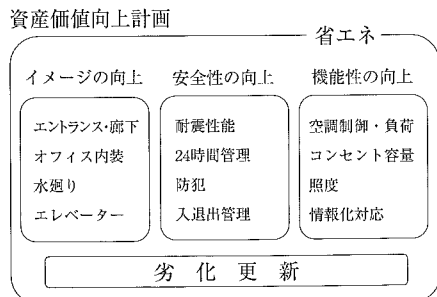 資産価値向上計画
省エネ
イメージの向上
エントランス・廊下
オフィス内装
水廻り
エレベーター
安全性の向上
耐震性能
24時間管理
防犯
入退出管理
機能性の向上
空調制御・負荷
コンセント容量
照度
情報化対応
劣化更新